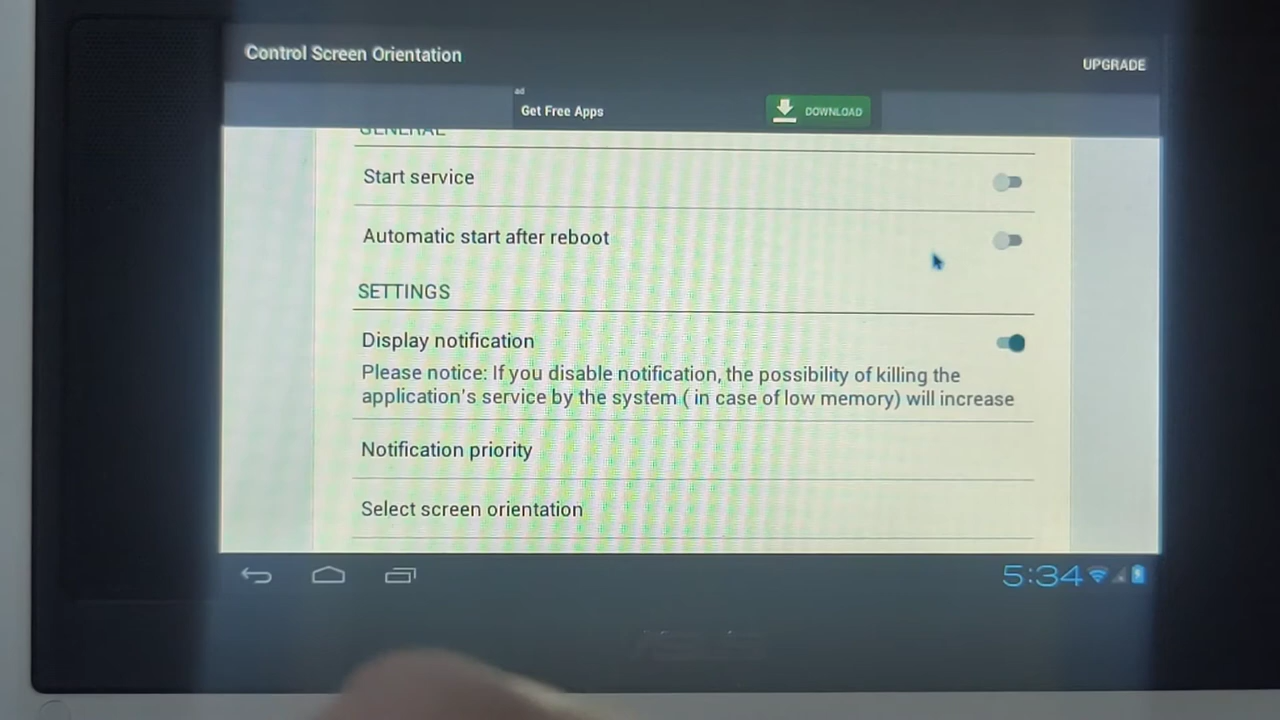 Control Screen Orientation
UPGRADE
ad
Get Free Apps
DOWNLOAD
GENERAL
Start service
Automatic start after reboot
SETTINGS
Display notification
Please notice: If you disable notification, the possibility of killing the
application's service by the system ( in case of low memory) will increase
Notification priority
Select screen orientation
5:34